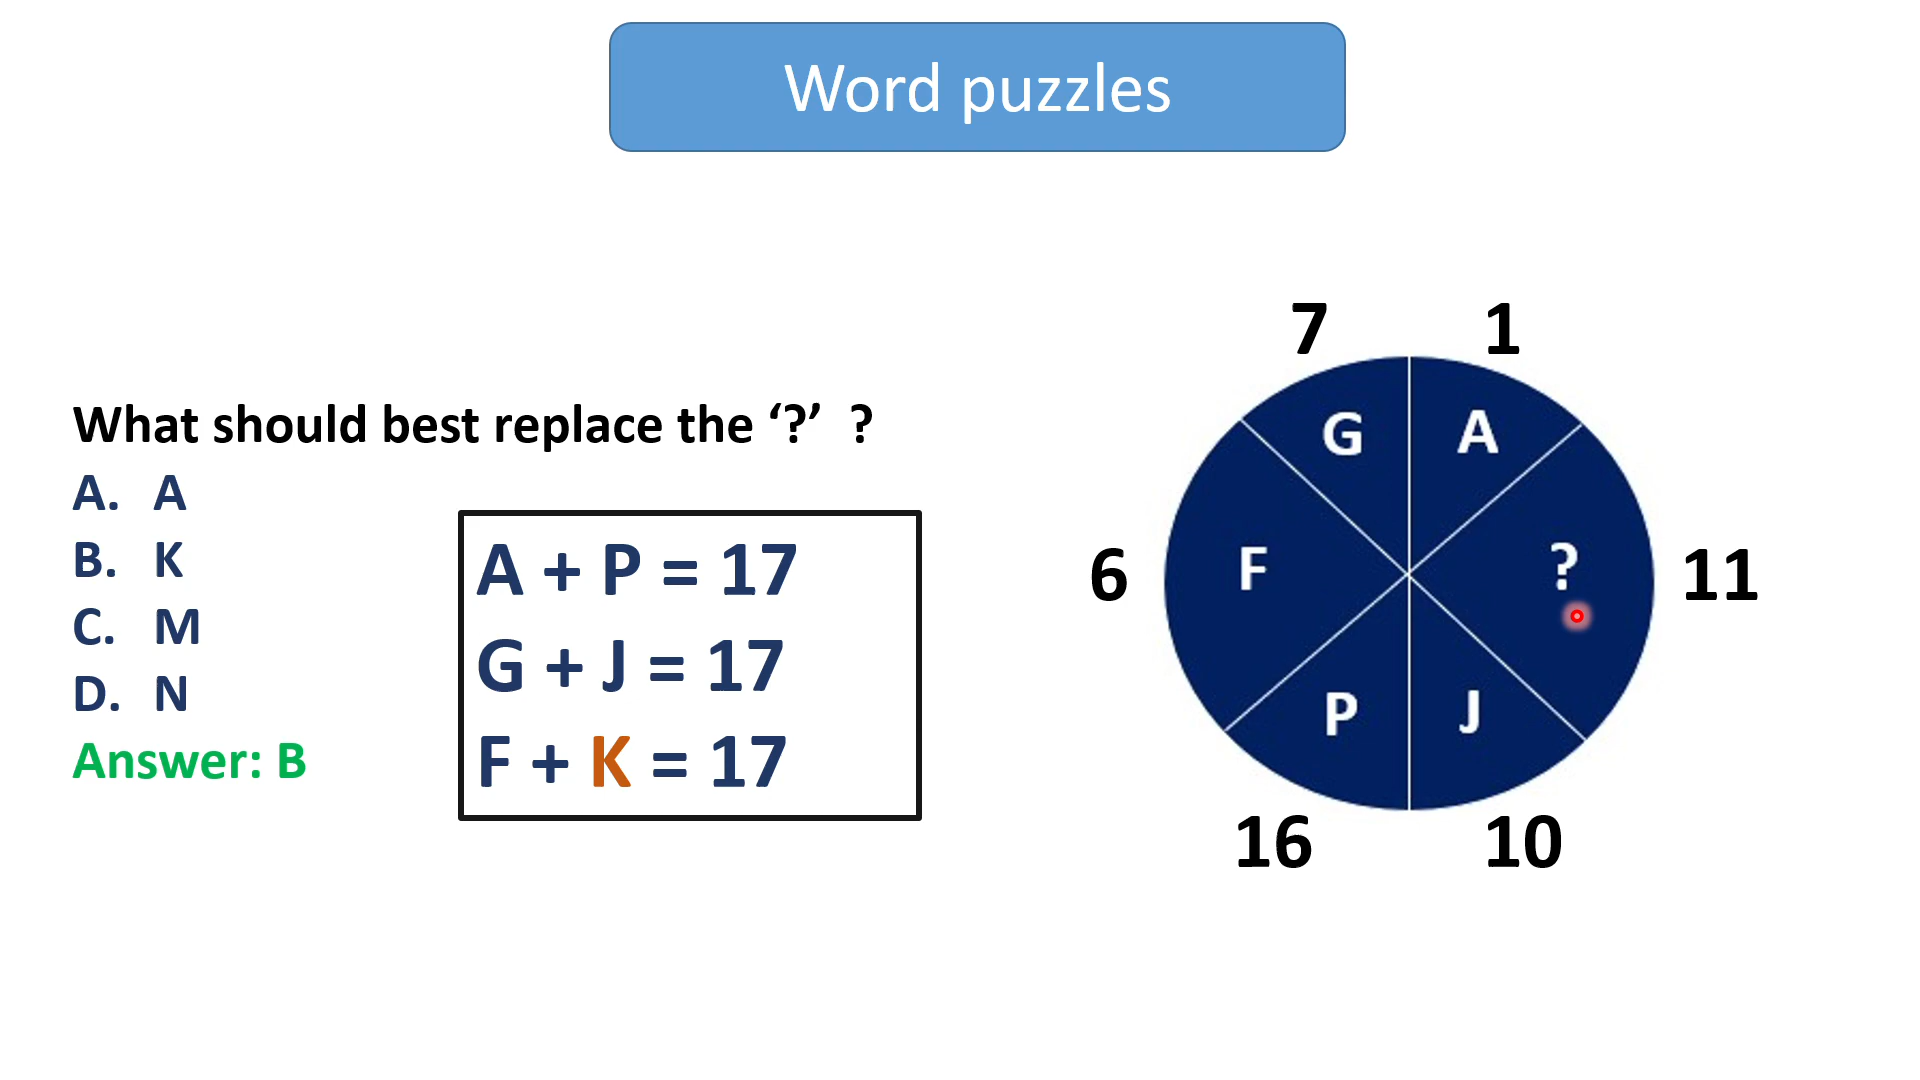 Word puzzles
What should best replace the ‘?’ ?
A. A
B. K
C. M
D. N
Answer: B
A + P = 17
G + J = 17
F + K = 17
7 1
G A
6 F ? 11
P J
16 10